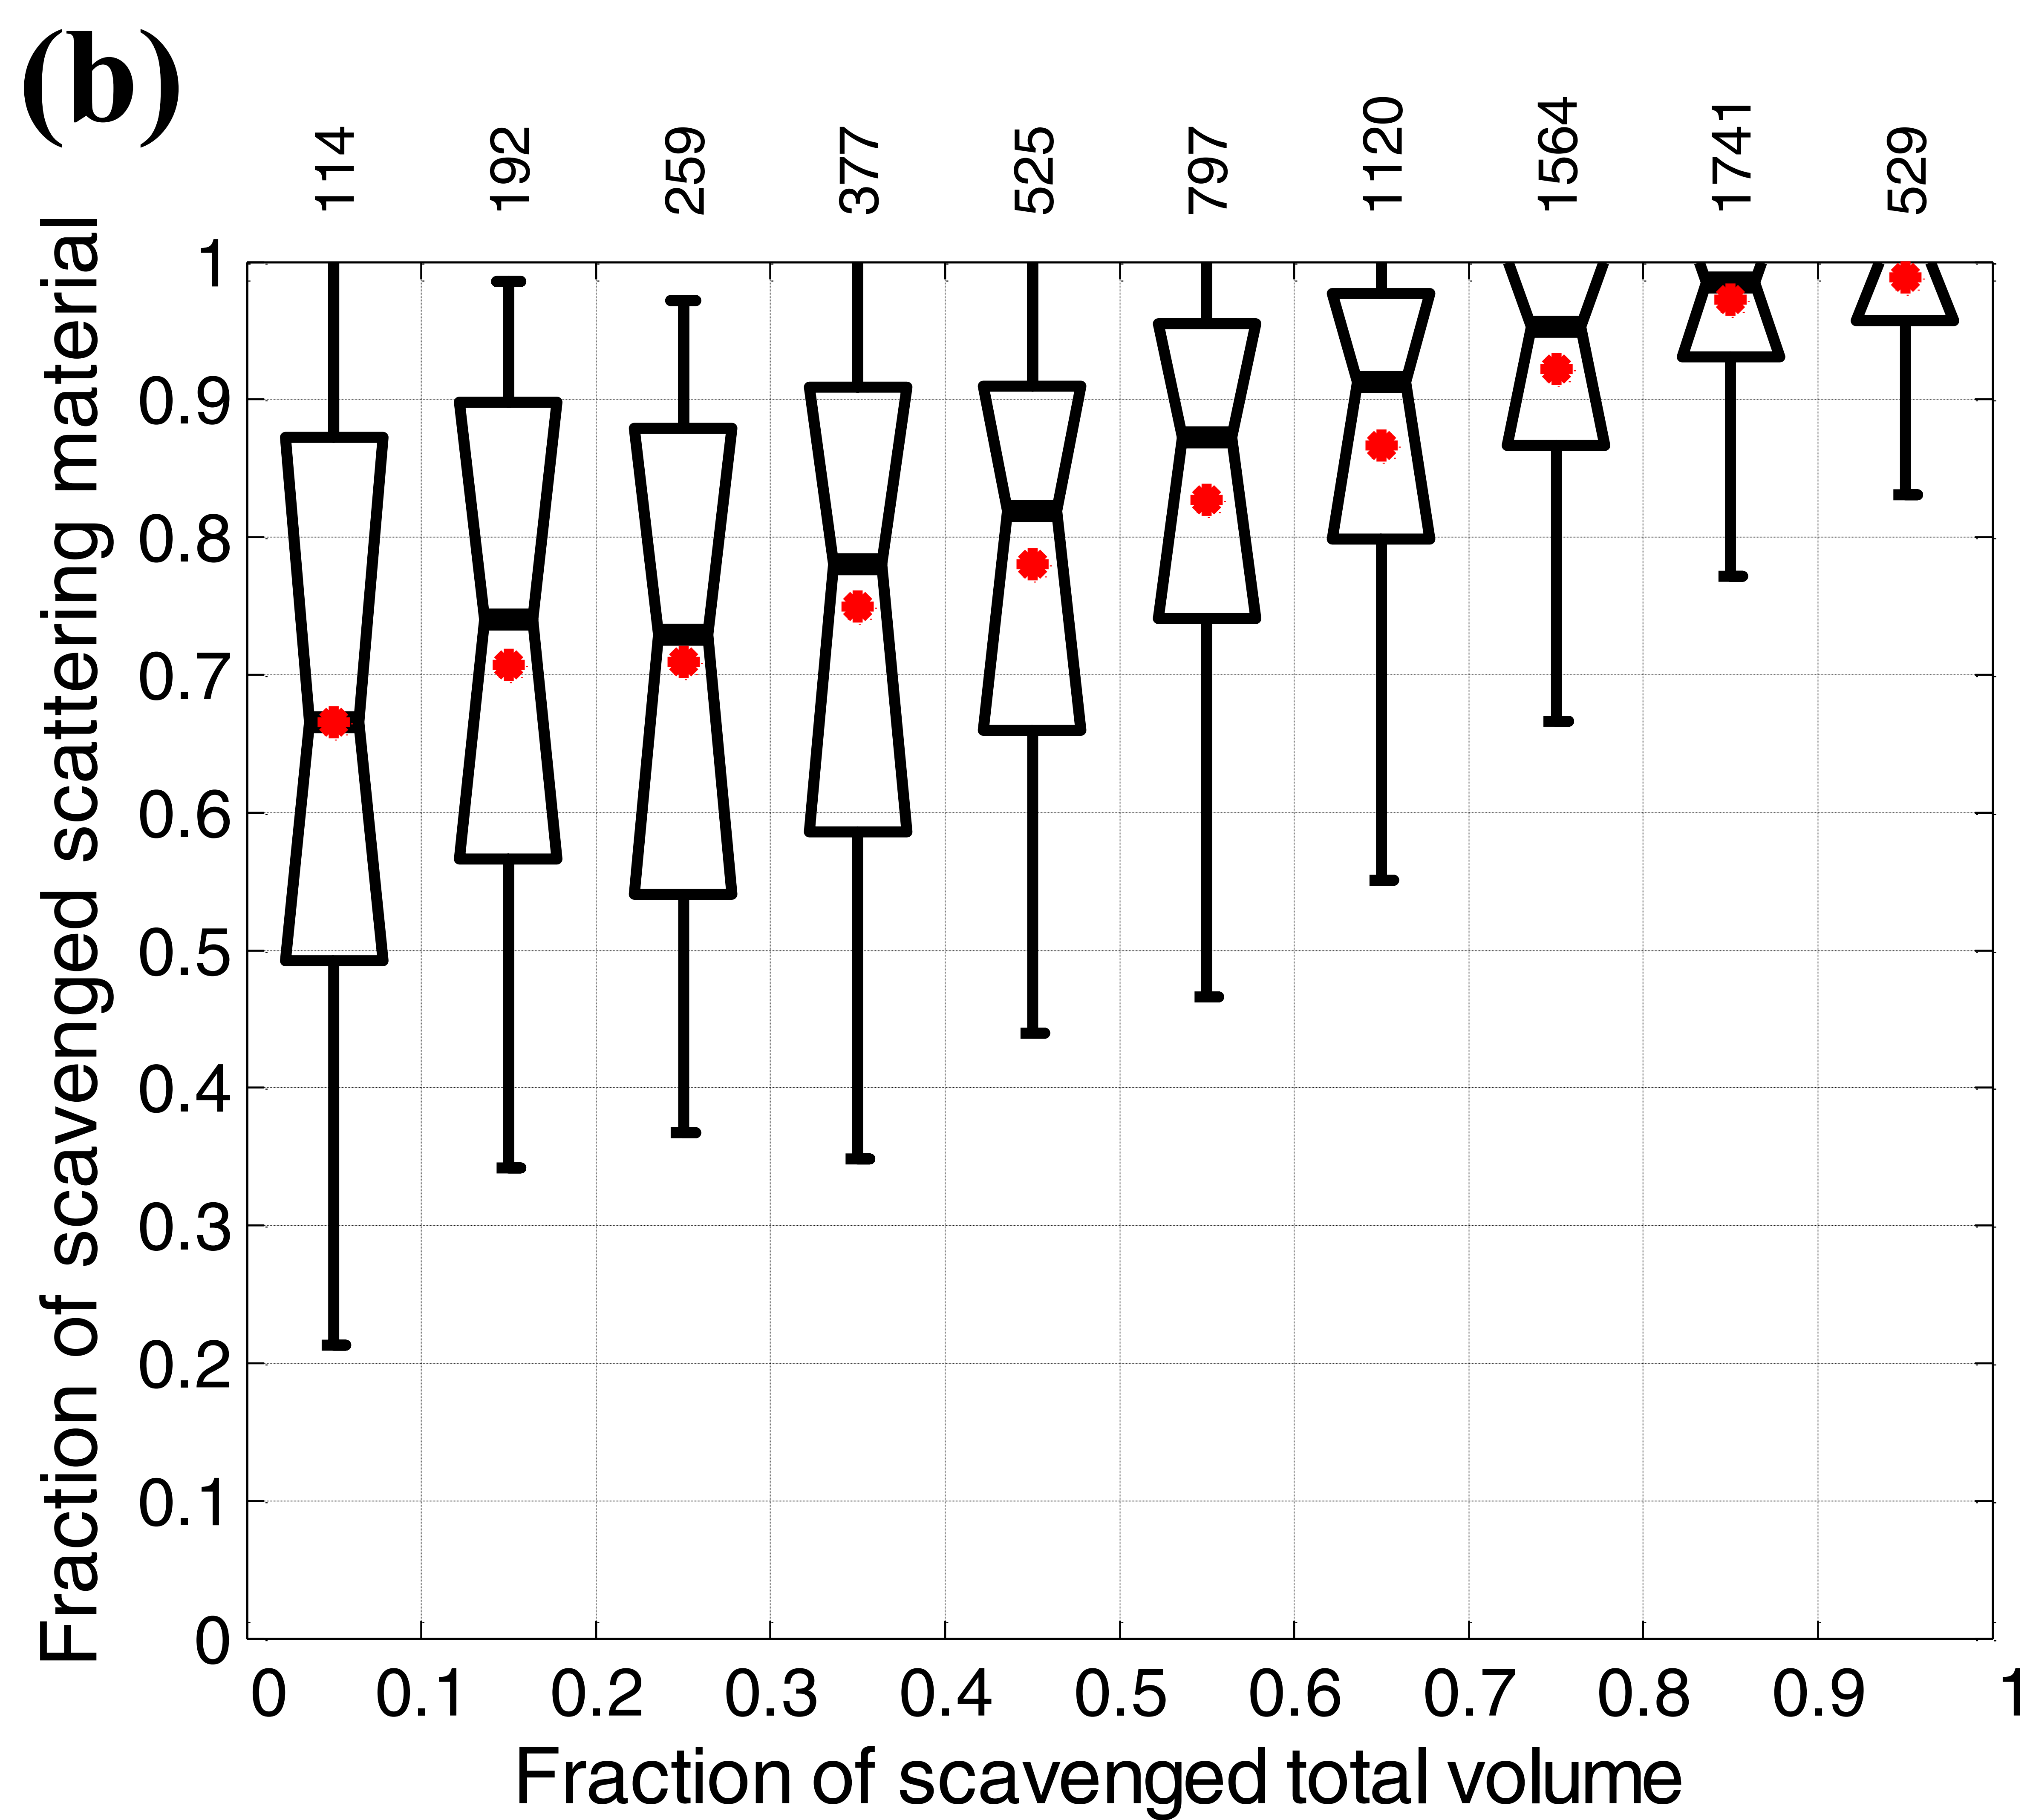 (b)
114 192 259 377 525 797 1120 1564 1741 529
Fraction of scavenged scattering material
1
0.9
0.8
0.7
0.6
0.5
0.4
0.3
0.2
0.1
0
0 0.1 0.2 0.3 0.4 0.5 0.6 0.7 0.8 0.9 1
Fraction of scavenged total volume